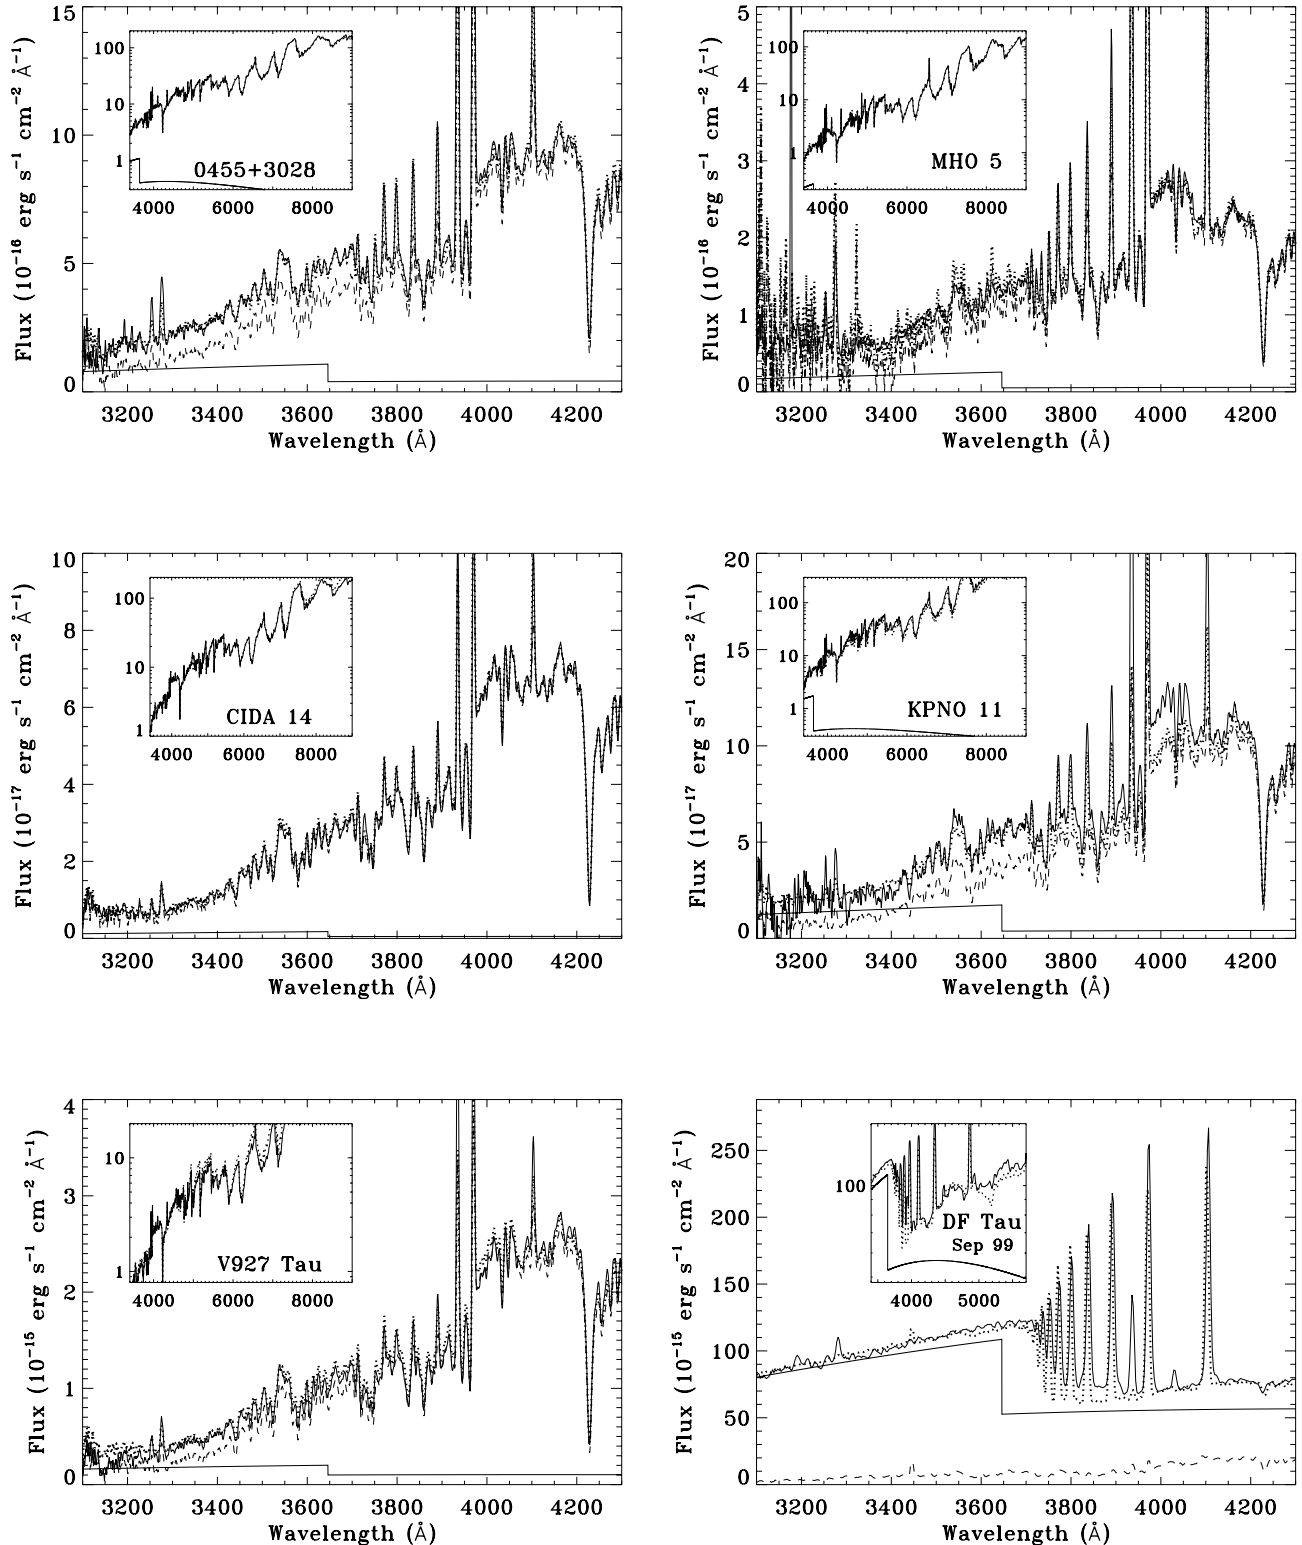 15
10
5
0
Flux (10−16 erg s−1 cm−2 Å−1)
100
10
1
0455+3028
4000 6000 8000
3200 3400 3600 3800 4000 4200
Wavelength (Å)
5
4
3
2
1
0
Flux (10−16 erg s−1 cm−2 Å−1)
100
10
1
MHO 5
4000 6000 8000
3200 3400 3600 3800 4000 4200
Wavelength (Å)
10
8
6
4
2
0
Flux (10−17 erg s−1 cm−2 Å−1)
100
10
1
CIDA 14
4000 6000 8000
3200 3400 3600 3800 4000 4200
Wavelength (Å)
20
15
10
5
0
Flux (10−17 erg s−1 cm−2 Å−1)
100
10
1
KPNO 11
4000 6000 8000
3200 3400 3600 3800 4000 4200
Wavelength (Å)
4
3
2
1
0
Flux (10−15 erg s−1 cm−2 Å−1)
10
1
V927 Tau
4000 6000 8000
3200 3400 3600 3800 4000 4200
Wavelength (Å)
250
200
150
100
50
0
Flux (10−15 erg s−1 cm−2 Å−1)
100
DF Tau
Sep 99
4000 5000
3200 3400 3600 3800 4000 4200
Wavelength (Å)